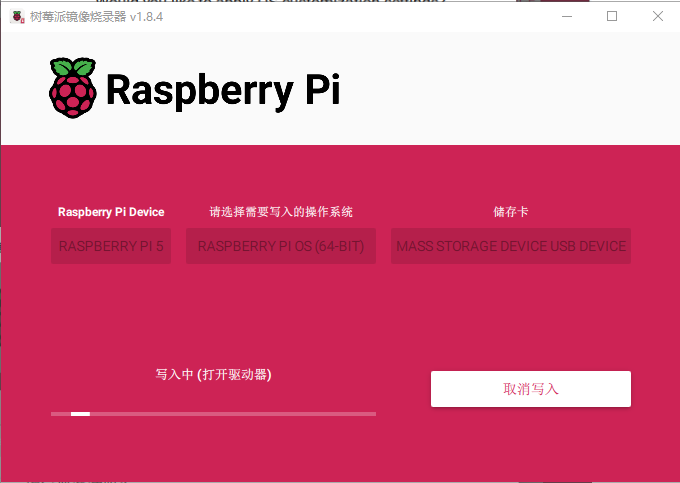 树莓派镜像烧录器 v1.8.4
Raspberry Pi
Raspberry Pi Device
请选择需要写入的操作系统
储存卡
RASPBERRY PI 5
RASPBERRY PI OS (64-BIT)
MASS STORAGE DEVICE USB DEVICE
写入中 (打开驱动器)
取消写入